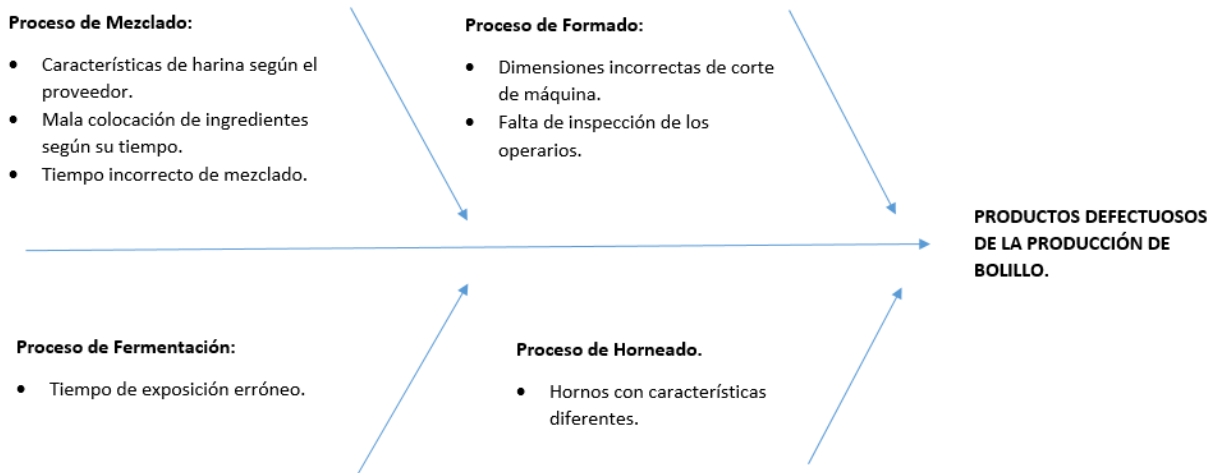 Proceso de Mezclado:
• Características de harina según el
proveedor.
• Mala colocación de ingredientes
según su tiempo.
• Tiempo incorrecto de mezclado.
Proceso de Formado:
• Dimensiones incorrectas de corte
de máquina.
• Falta de inspección de los
operarios.
PRODUCTOS DEFECTUOSOS
DE LA PRODUCCIÓN DE
BOLILLO.
Proceso de Fermentación:
• Tiempo de exposición erróneo.
Proceso de Horneado.
• Hornos con características
diferentes.